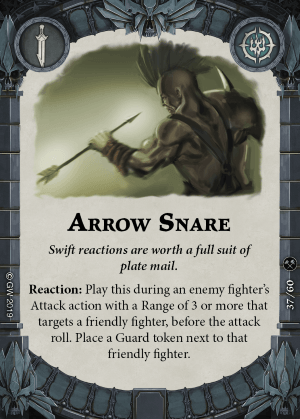 ARROW SNARE
Swift reactions are worth a full suit of
plate mail.
Reaction: Play this during an enemy fighter's
Attack action with a Range of 3 or more that
targets a friendly fighter, before the attack
roll. Place a Guard token next to that
friendly fighter.
©GW 2019
37/60